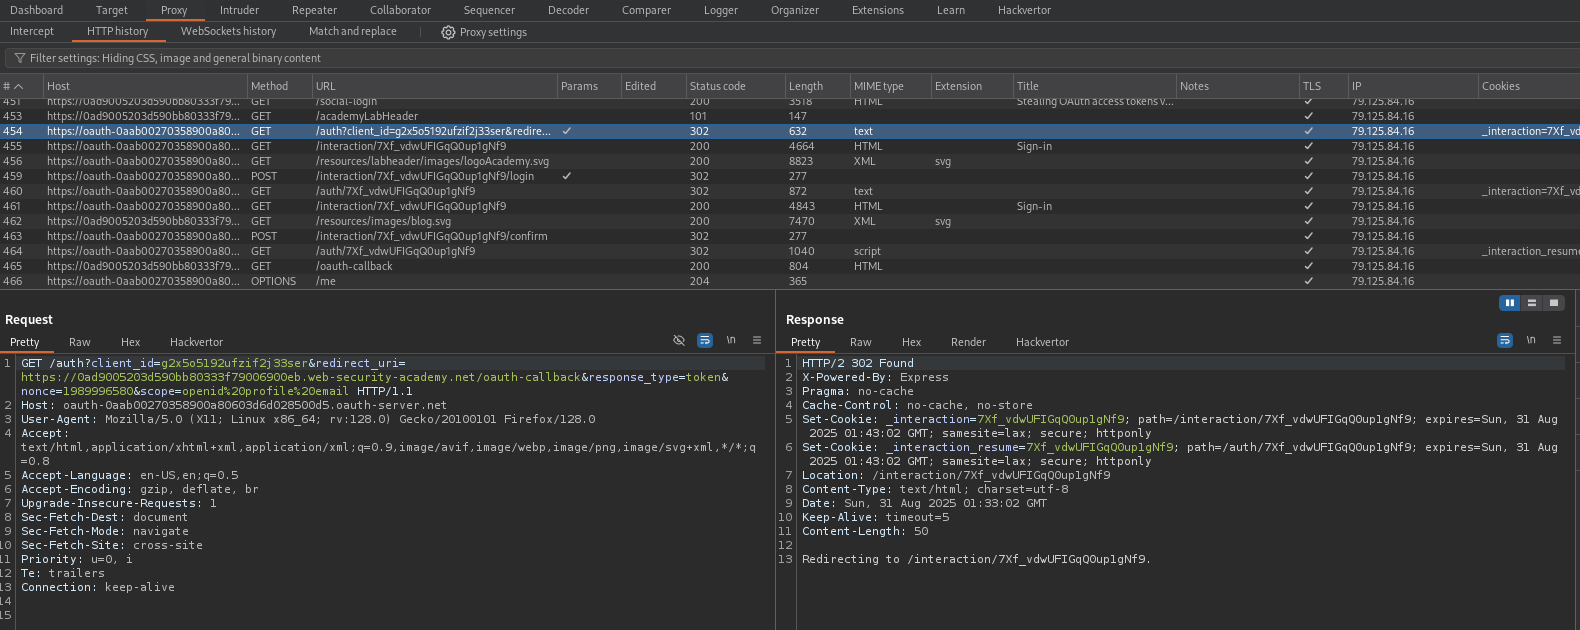 Dashboard Target Proxy Intruder Repeater Collaborator Sequencer Decoder Comparer Logger Organizer Extensions Learn Hackvertor
Intercept HTTP history WebSockets history Match and replace Proxy settings
Filter settings: Hiding CSS, image and general binary content
# Host Method URL Params Edited Status code Length MIME type Extension Title Notes TLS IP Cookies
451 https://0ad9005203d590bb80333f79... GET /social-login 200 3518 HTML Stealing OAuth access tokens v... ✓ 79.125.84.16
453 https://0ad9005203d590bb80333f79... GET /academyLabHeader 101 147 ✓ 79.125.84.16
454 https://oauth-0aab00270358900a80... GET /auth?client_id=g2x5o5192ufzif2j33ser&redire... ✓ 302 632 text ✓ 79.125.84.16 _interaction=7Xf_vd
455 https://oauth-0aab00270358900a80... GET /interaction/7Xf_vdwUFIGqQ0up1gNf9 200 4664 HTML Sign-in ✓ 79.125.84.16
456 https://oauth-0aab00270358900a80... GET /resources/labheader/images/logoAcademy.svg 200 8823 XML svg ✓ 79.125.84.16
459 https://oauth-0aab00270358900a80... POST /interaction/7Xf_vdwUFIGqQ0up1gNf9/login ✓ 302 277 ✓ 79.125.84.16
460 https://oauth-0aab00270358900a80... GET /auth/7Xf_vdwUFIGqQ0up1gNf9 302 872 text ✓ 79.125.84.16 _interaction=7Xf_vd
461 https://oauth-0aab00270358900a80... GET /interaction/7Xf_vdwUFIGqQ0up1gNf9 200 4843 HTML Sign-in ✓ 79.125.84.16
462 https://oauth-0aab00270358900a80... GET /resources/images/blog.svg 200 7470 XML svg ✓ 79.125.84.16
463 https://oauth-0aab00270358900a80... POST /interaction/7Xf_vdwUFIGqQ0up1gNf9/confirm 302 277 ✓ 79.125.84.16
464 https://oauth-0aab00270358900a80... GET /auth/7Xf_vdwUFIGqQ0up1gNf9 302 1040 script ✓ 79.125.84.16 _interaction_resume
465 https://0ad9005203d590bb80333f79... GET /oauth-callback 200 804 HTML ✓ 79.125.84.16
466 https://oauth-0aab00270358900a80... OPTIONS /me 204 365 ✓ 79.125.84.16
Request
Pretty Raw Hex Hackvertor \n
1 GET /auth?client_id=g2x5o5192ufzif2j33ser&redirect_uri=
https://0ad9005203d590bb80333f79006900eb.web-security-academy.net/oauth-callback&response_type=token&
nonce=1989996580&scope=openid%20profile%20email HTTP/1.1
2 Host: oauth-0aab00270358900a80603d6d028500d5.oauth-server.net
3 User-Agent: Mozilla/5.0 (X11; Linux x86_64; rv:128.0) Gecko/20100101 Firefox/128.0
4 Accept:
text/html,application/xhtml+xml,application/xml;q=0.9,image/avif,image/webp,image/png,image/svg+xml,*/*;q
=0.8
5 Accept-Language: en-US,en;q=0.5
6 Accept-Encoding: gzip, deflate, br
7 Upgrade-Insecure-Requests: 1
8 Sec-Fetch-Dest: document
9 Sec-Fetch-Mode: navigate
10 Sec-Fetch-Site: cross-site
11 Priority: u=0, i
12 Te: trailers
13 Connection: keep-alive
14
15
Response
Pretty Raw Hex Render Hackvertor \n
1 HTTP/2 302 Found
2 X-Powered-By: Express
3 Pragma: no-cache
4 Cache-Control: no-cache, no-store
5 Set-Cookie: _interaction=7Xf_vdwUFIGqQ0up1gNf9; path=/interaction/7Xf_vdwUFIGqQ0up1gNf9; expires=Sun, 31 Aug
2025 01:43:02 GMT; samesite=lax; secure; httponly
6 Set-Cookie: _interaction_resume=7Xf_vdwUFIGqQ0up1gNf9; path=/auth/7Xf_vdwUFIGqQ0up1gNf9; expires=Sun, 31 Aug
2025 01:43:02 GMT; samesite=lax; secure; httponly
7 Location: /interaction/7Xf_vdwUFIGqQ0up1gNf9
8 Content-Type: text/html; charset=utf-8
9 Date: Sun, 31 Aug 2025 01:33:02 GMT
10 Keep-Alive: timeout=5
11 Content-Length: 50
12
13 Redirecting to /interaction/7Xf_vdwUFIGqQ0up1gNf9.